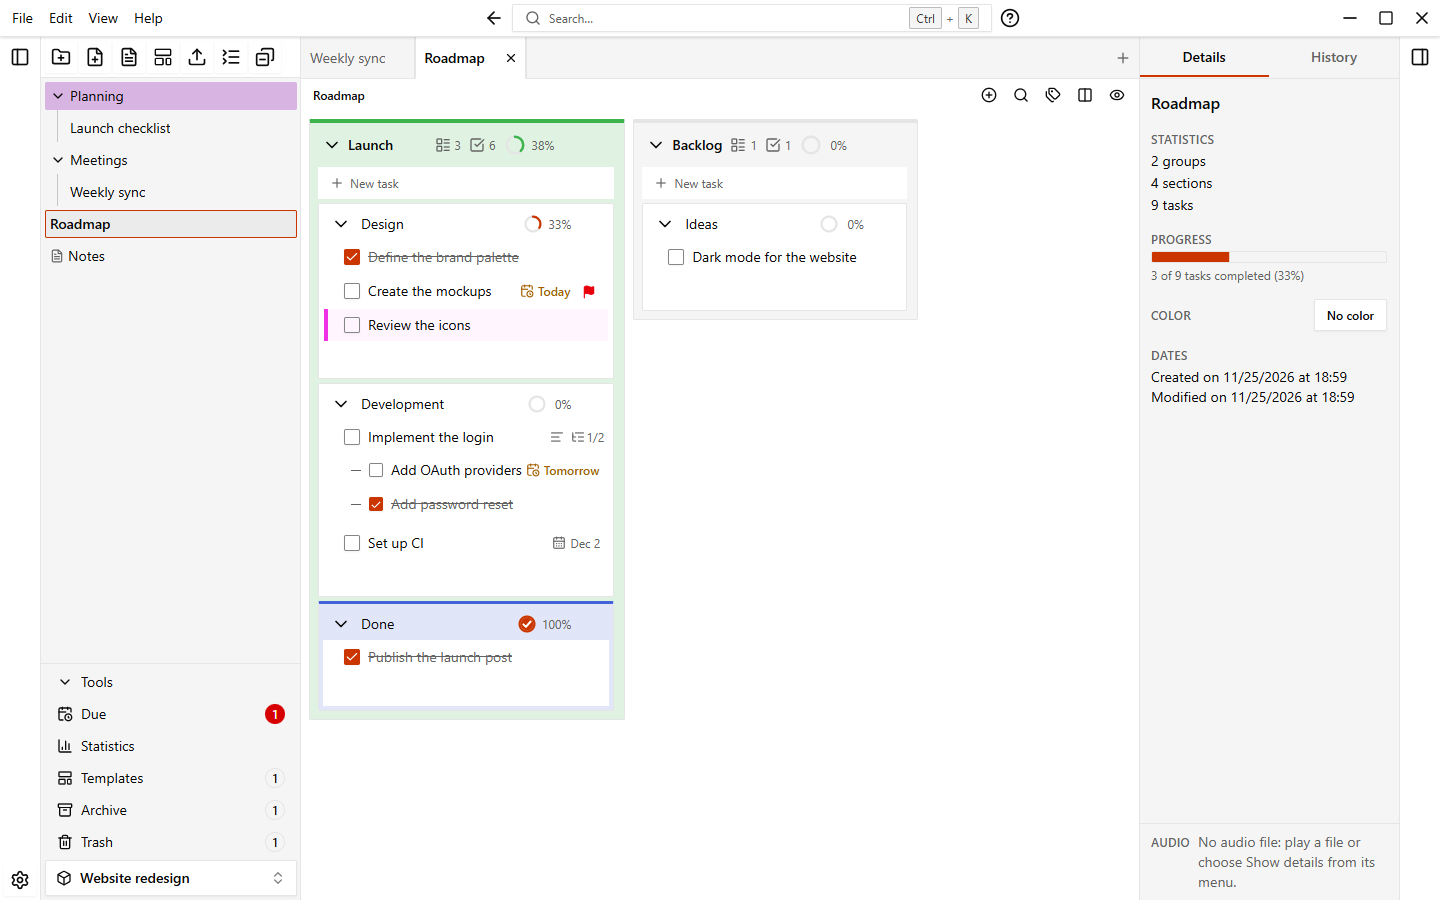 File Edit View Help
Search...
Ctrl + K
Weekly sync
Roadmap
Details
History
Planning
Launch checklist
Meetings
Weekly sync
Roadmap
Notes
Tools
Due 1
Statistics
Templates 1
Archive 1
Trash 1
Website redesign
Roadmap
Launch 3 6 38%
+ New task
Design 33%
Define the brand palette
Create the mockups Today
Review the icons
Development 0%
Implement the login 1/2
Add OAuth providers Tomorrow
Add password reset
Set up CI Dec 2
Done 100%
Publish the launch post
Backlog 1 1 0%
+ New task
Ideas 0%
Dark mode for the website
Roadmap
STATISTICS
2 groups
4 sections
9 tasks
PROGRESS
3 of 9 tasks completed (33%)
COLOR No color
DATES
Created on 11/25/2026 at 18:59
Modified on 11/25/2026 at 18:59
AUDIO No audio file: play a file or
choose Show details from its
menu.